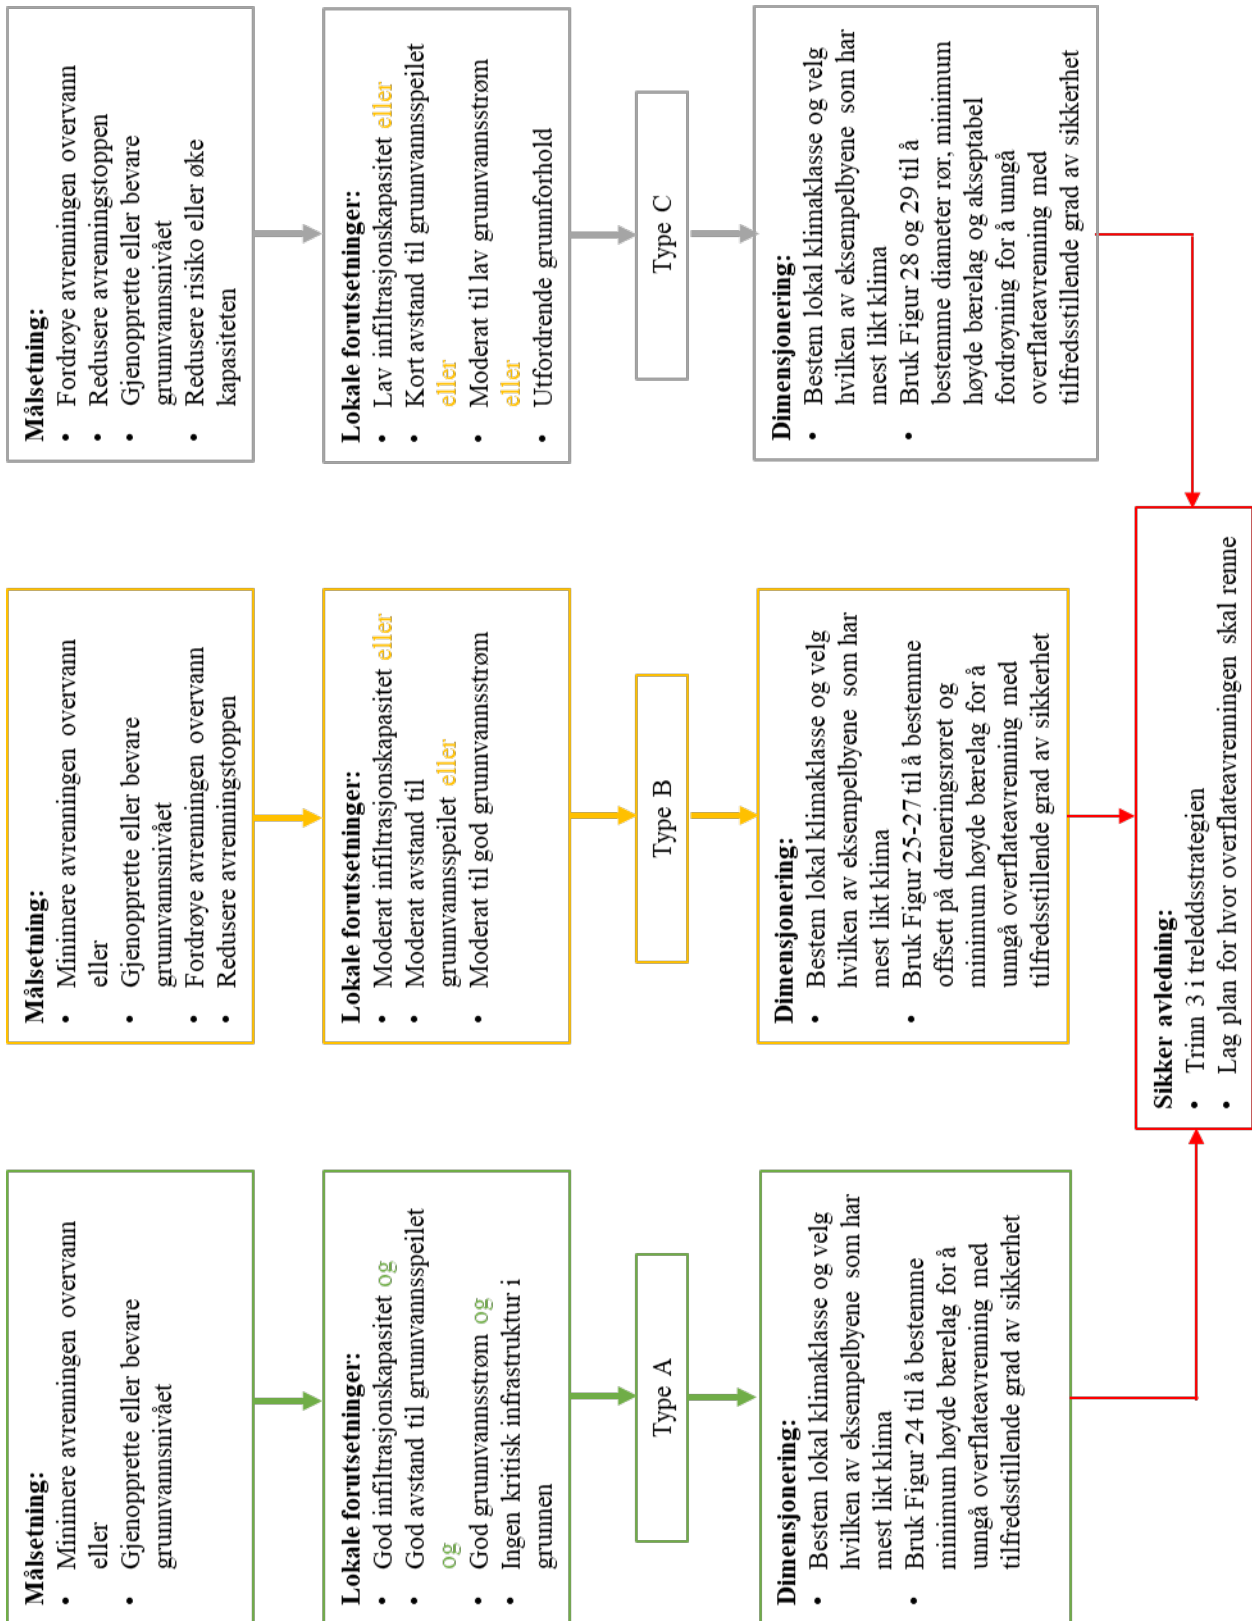 Målsetning:
• Minimere avrenningen overvann
eller
• Gjenopprette eller bevare
grunnvannsnivået
Lokale forutsetninger:
• God infiltrasjonskapasitet og
• God avstand til grunnvannsspeilet
og
• God grunnvannsstrøm og
• Ingen kritisk infrastruktur i
grunnen
Type A
Dimensjonering:
• Bestem lokal klimaklasse og velg
hvilken av eksempelbyene som har
mest likt klima
• Bruk Figur 24 til å bestemme
minimum høyde bærelag for å
unngå overflateavrenning med
tilfredsstillende grad av sikkerhet
Målsetning:
• Minimere avrenningen overvann
eller
• Gjenopprette eller bevare
grunnvannsnivået
• Fordrøye avrenningen overvann
• Redusere avrenningstoppen
Lokale forutsetninger:
• Moderat infiltrasjonskapasitet eller
• Moderat avstand til
grunnvannsspeilet eller
• Moderat til god grunnvannsstrøm
Type B
Dimensjonering:
• Bestem lokal klimaklasse og velg
hvilken av eksempelbyene som har
mest likt klima
• Bruk Figur 25-27 til å bestemme
offsett på dreneringsrøret og
minimum høyde bærelag for å
unngå overflateavrenning med
tilfredsstillende grad av sikkerhet
Målsetning:
• Fordrøye avrenningen overvann
• Redusere avrenningstoppen
• Gjenopprette eller bevare
grunnvannsnivået
• Redusere risiko eller øke
kapasiteten
Lokale forutsetninger:
• Lav infiltrasjonskapasitet eller
• Kort avstand til grunnvannsspeilet
eller
• Moderat til lav grunnvannsstrøm
eller
• Utfordrende grunnforhold
Type C
Dimensjonering:
• Bestem lokal klimaklasse og velg
hvilken av eksempelbyene som har
mest likt klima
• Bruk Figur 28 og 29 til å
bestemme diameter rør, minimum
høyde bærelag og akseptabel
fordrøyning for å unngå
overflateavrenning med
tilfredsstillende grad av sikkerhet
Sikker avledning:
• Trinn 3 i treleddsstrategien
• Lag plan for hvor overflateavrenningen skal renne